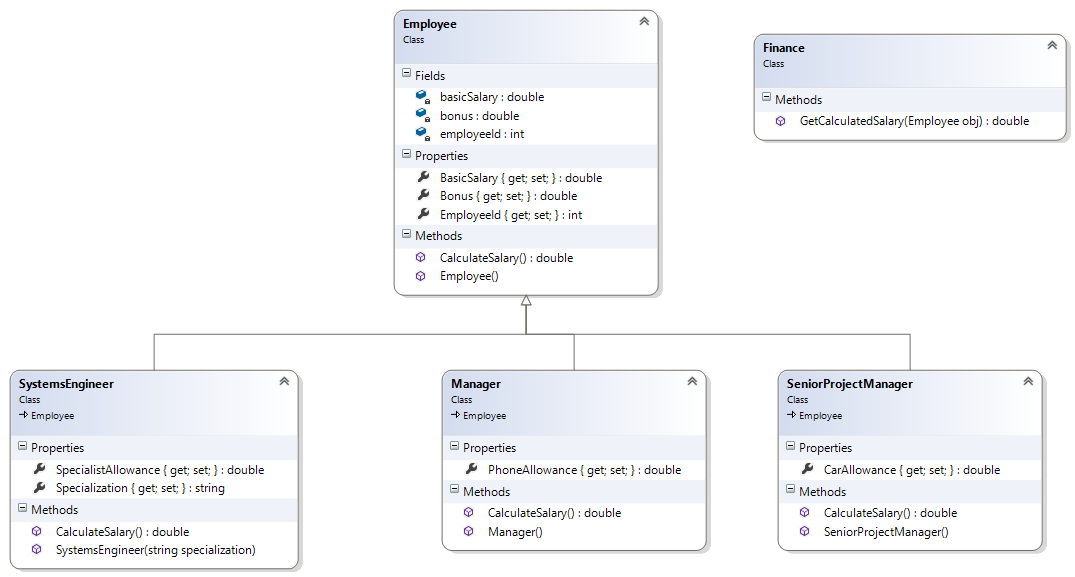 Employee
Class
Fields
basicSalary : double
bonus : double
employeeId : int
Properties
BasicSalary { get; set; } : double
Bonus { get; set; } : double
EmployeeId { get; set; } : int
Methods
CalculateSalary() : double
Employee()
Finance
Class
Methods
GetCalculatedSalary(Employee obj) : double
SystemsEngineer
Class
Employee
Properties
SpecialistAllowance { get; set; } : double
Specialization { get; set; } : string
Methods
CalculateSalary() : double
SystemsEngineer(string specialization)
Manager
Class
Employee
Properties
PhoneAllowance { get; set; } : double
Methods
CalculateSalary() : double
Manager()
SeniorProjectManager
Class
Employee
Properties
CarAllowance { get; set; } : double
Methods
CalculateSalary() : double
SeniorProjectManager()